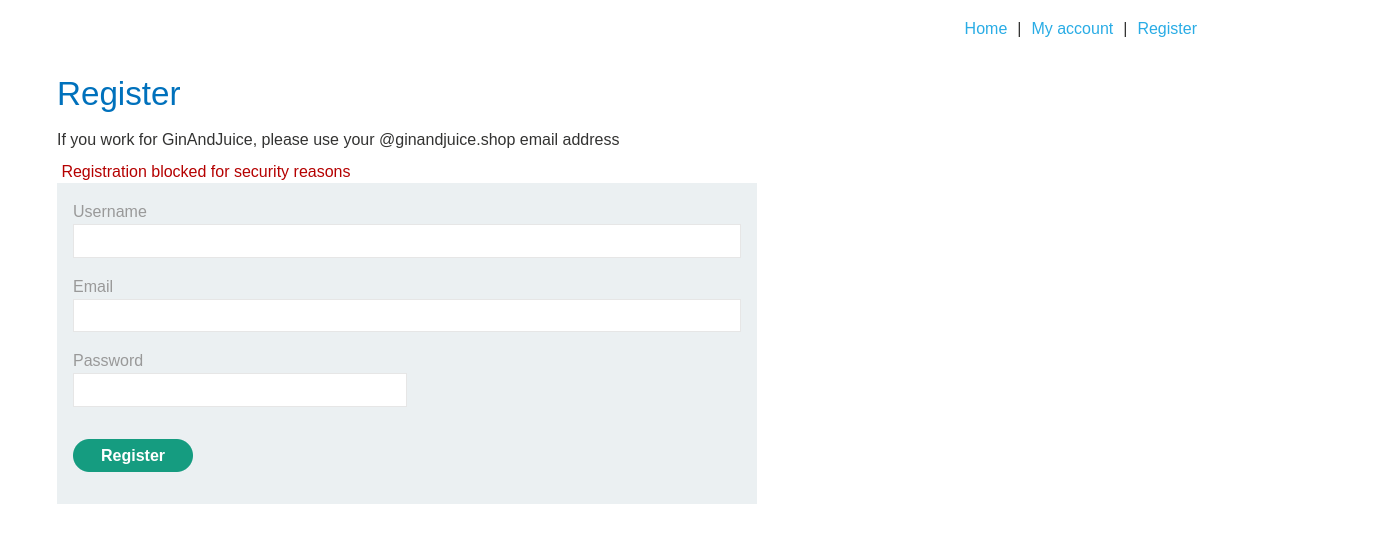 Home | My account | Register
Register
If you work for GinAndJuice, please use your @ginandjuice.shop email address
Registration blocked for security reasons
Username
Email
Password
Register